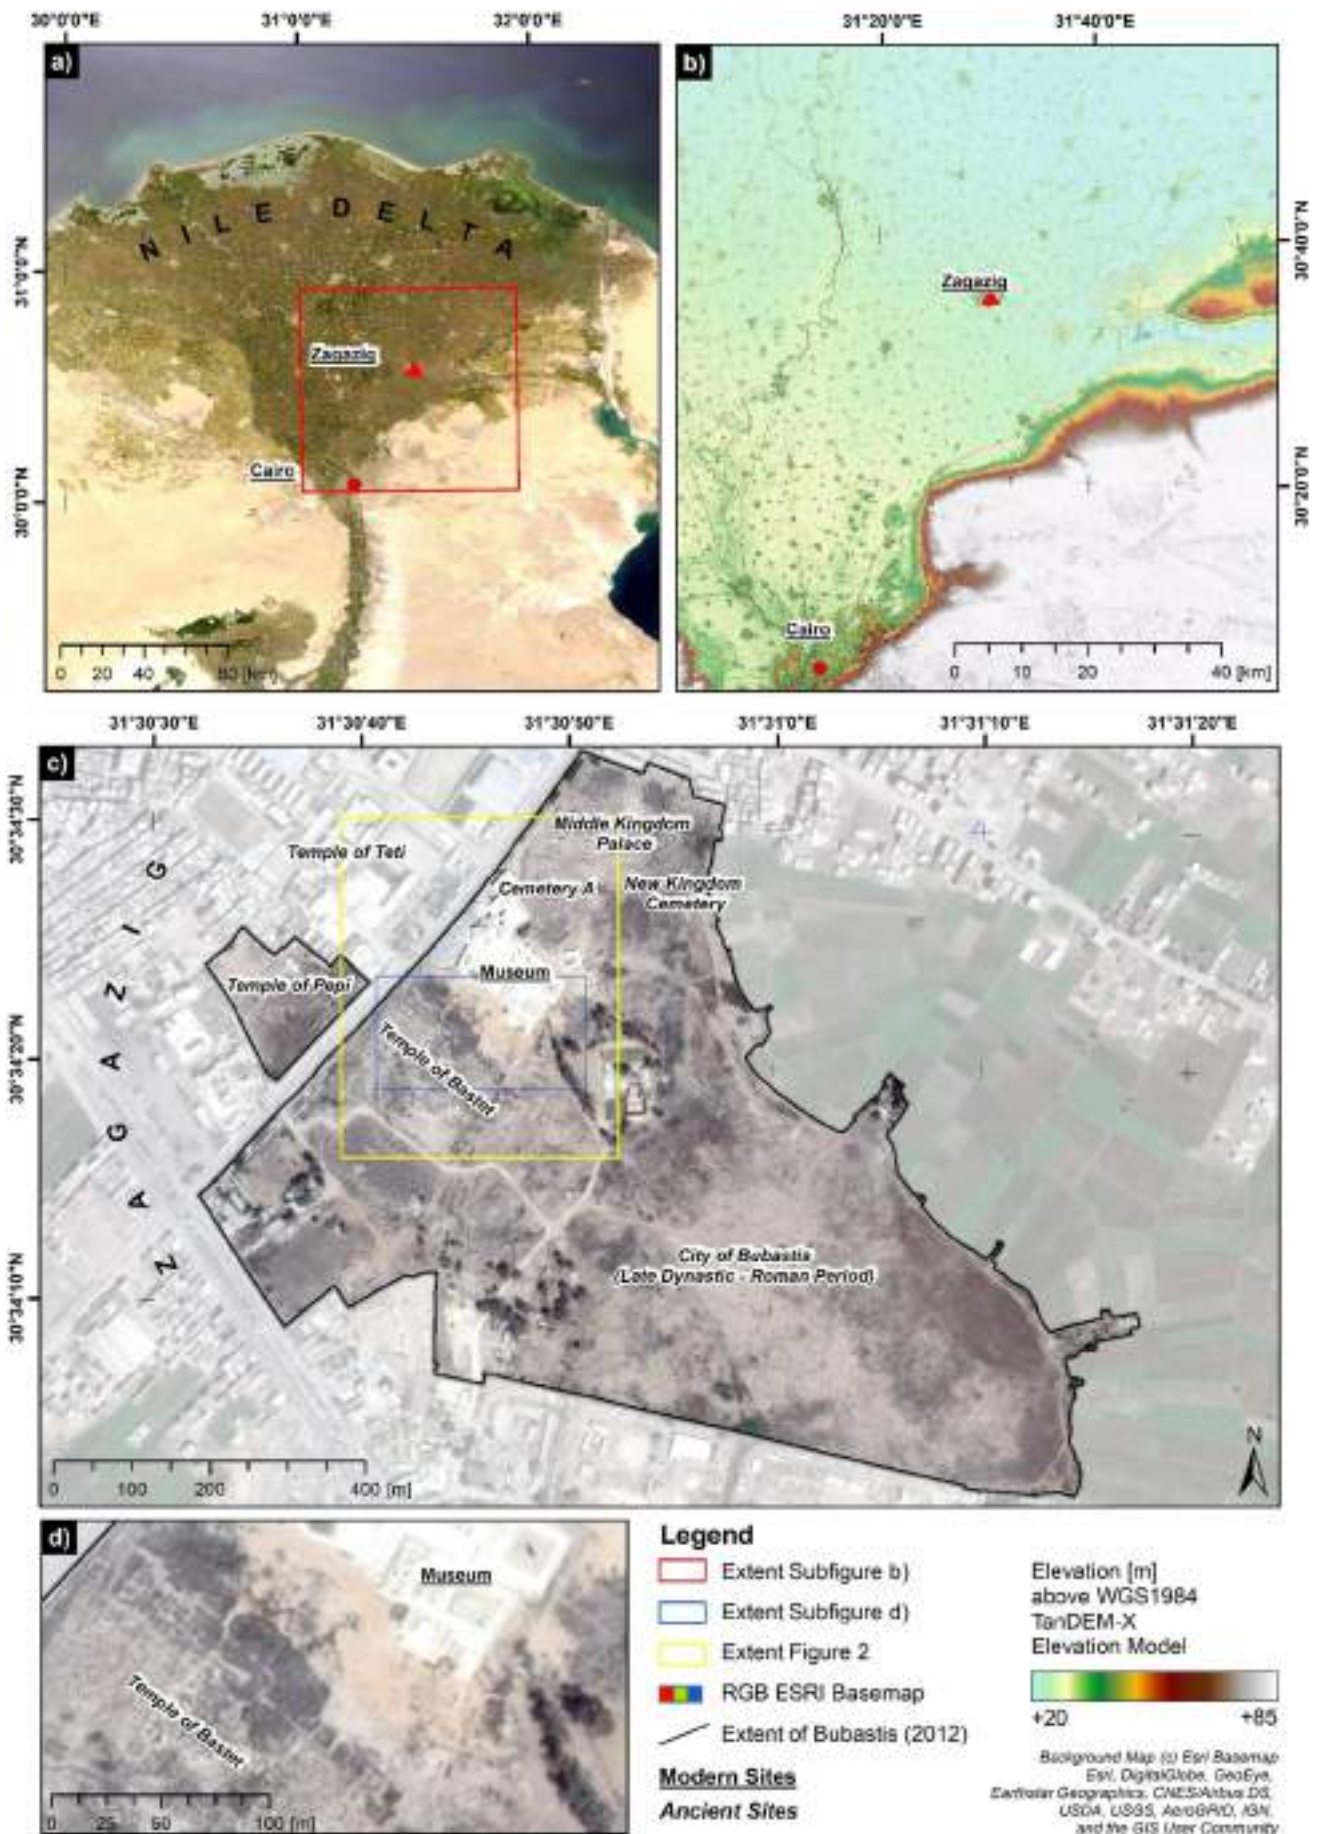 30°0'0"E
31°0'0"E
32°0'0"E
31°20'0"E
31°40'0"E
a)
NILE DELTA
Zagazig
Cairo
31°0'0"N
30°0'0"N
0 20 40 80 [km]
b)
Zagazig
Cairo
30°40'0"N
30°20'0"N
0 10 20 40 [km]
31°30'30"E
31°30'40"E
31°30'50"E
31°31'0"E
31°31'10"E
31°31'20"E
c)
30°34'30"N
30°34'20"N
30°34'10"N
ZAGAZIG
Middle Kingdom
Palace
Temple of Teti
Cemetery A
New Kingdom
Cemetery
Museum
Temple of Pepi
Temple of Bastet
City of Bubastis
(Late Dynastic - Roman Period)
N
0 100 200 400 [m]
d)
Museum
Temple of Bastet
0 25 50 100 [m]
Legend
Extent Subfigure b)
Extent Subfigure d)
Extent Figure 2
RGB ESRI Basemap
Extent of Bubastis (2012)
Modern Sites
Ancient Sites
Elevation [m]
above WGS1984
TanDEM-X
Elevation Model
+20 +85
Background Map (c) Esri Basemap
Esri, DigitalGlobe, GeoEye,
Earthstar Geographics, CNES/Airbus DS,
USDA, USGS, AeroGRID, IGN,
and the GIS User Community